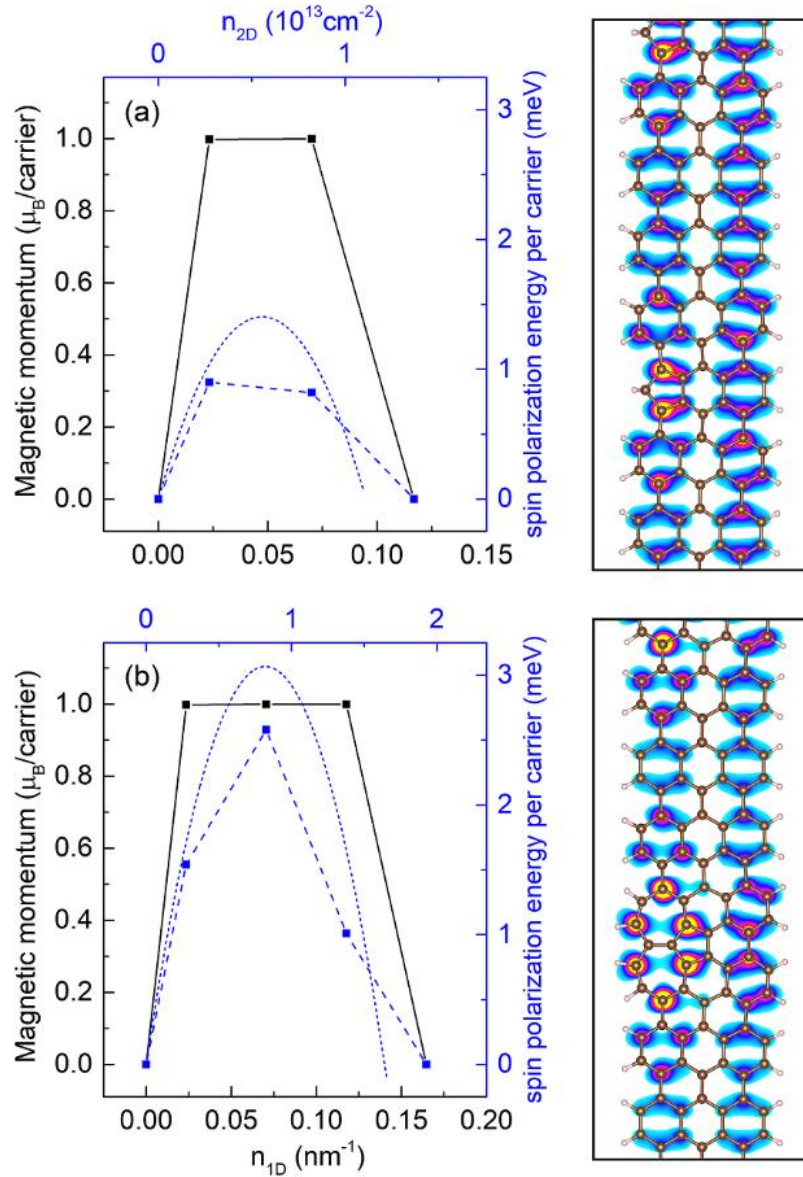 n2D (10^13 cm-2)
0 1
(a)
Magnetic momentum (μB/carrier)
1.0
0.8
0.6
0.4
0.2
0.0
3
2
1
0
spin polarization energy per carrier (meV)
0.00 0.05 0.10 0.15
0 1 2
(b)
Magnetic momentum (μB/carrier)
1.0
0.8
0.6
0.4
0.2
0.0
3
2
1
0
spin polarization energy per carrier (meV)
0.00 0.05 0.10 0.15 0.20
n1D (nm-1)